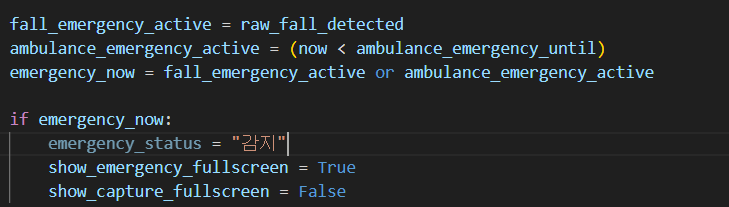 fall_emergency_active = raw_fall_detected
ambulance_emergency_active = (now < ambulance_emergency_until)
emergency_now = fall_emergency_active or ambulance_emergency_active
if emergency_now:
emergency_status = "감지"
show_emergency_fullscreen = True
show_capture_fullscreen = False